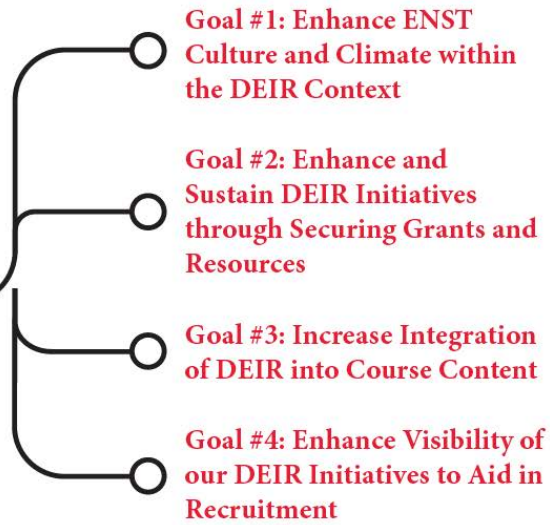 Goal #1: Enhance ENST
Culture and Climate within
the DEIR Context
Goal #2: Enhance and
Sustain DEIR Initiatives
through Securing Grants and
Resources
Goal #3: Increase Integration
of DEIR into Course Content
Goal #4: Enhance Visibility of
our DEIR Initiatives to Aid in
Recruitment